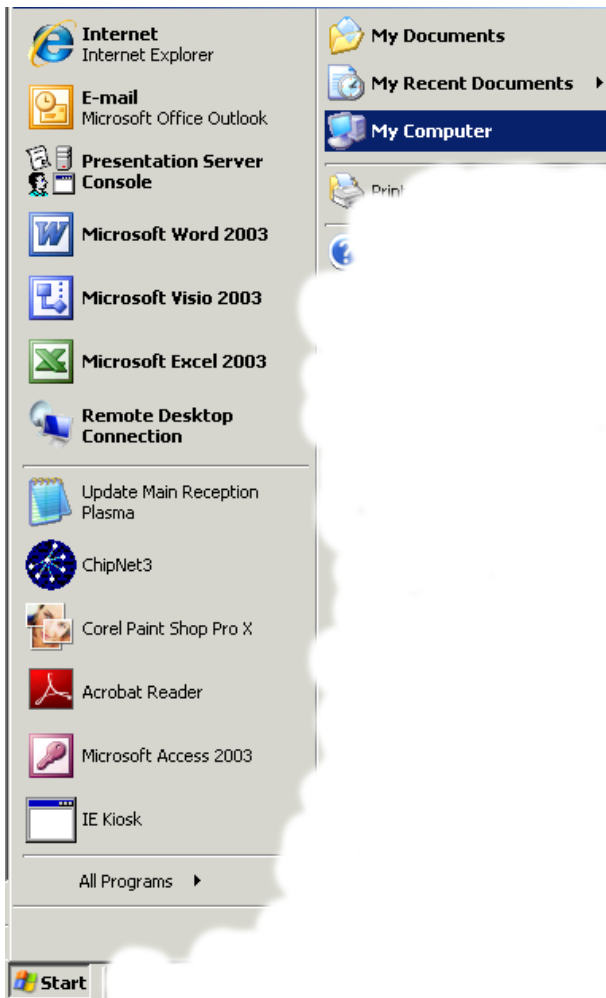 Internet
Internet Explorer
E-mail
Microsoft Office Outlook
Presentation Server
Console
Microsoft Word 2003
Microsoft Visio 2003
Microsoft Excel 2003
Remote Desktop
Connection
Update Main Reception
Plasma
ChipNet3
Corel Paint Shop Pro X
Acrobat Reader
Microsoft Access 2003
IE Kiosk
All Programs
Start
My Documents
My Recent Documents
My Computer